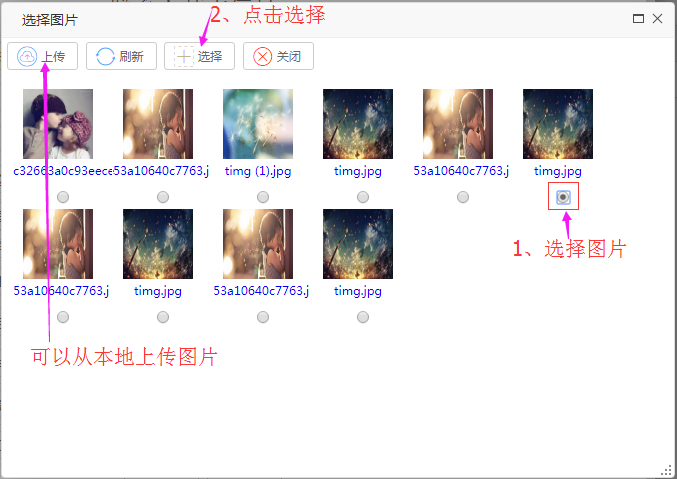 选择图片
2、点击选择
上传
刷新
选择
关闭
c32663a0c93eece
53a10640c7763.j
timg (1).jpg
timg.jpg
53a10640c7763.j
timg.jpg
1、选择图片
53a10640c7763.j
timg.jpg
53a10640c7763.j
timg.jpg
可以从本地上传图片